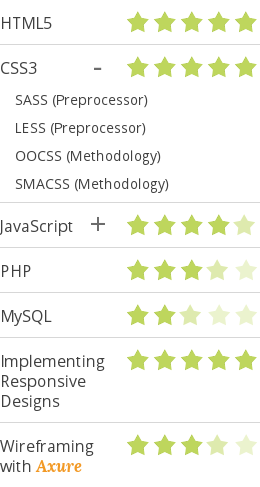 HTML5
CSS3 -
SASS (Preprocessor)
LESS (Preprocessor)
OOCSS (Methodology)
SMACSS (Methodology)
JavaScript +
PHP
MySQL
Implementing
Responsive
Designs
Wireframing
with Axure